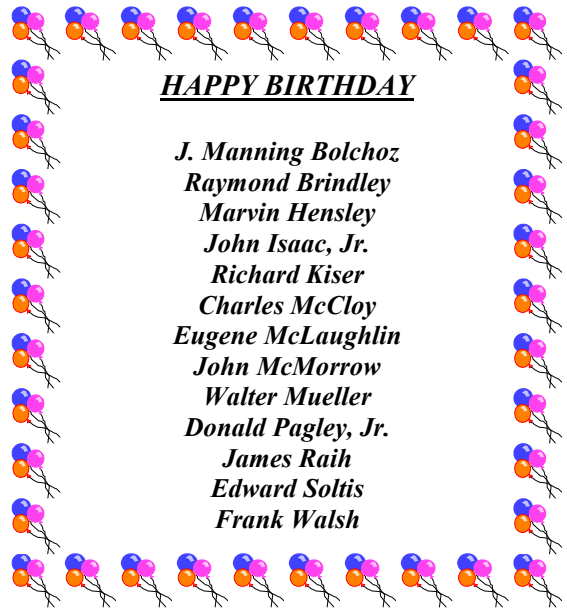 HAPPY BIRTHDAY
J. Manning Bolchoz
Raymond Brindley
Marvin Hensley
John Isaac, Jr.
Richard Kiser
Charles McCloy
Eugene McLaughlin
John McMorrow
Walter Mueller
Donald Pagley, Jr.
James Raih
Edward Soltis
Frank Walsh